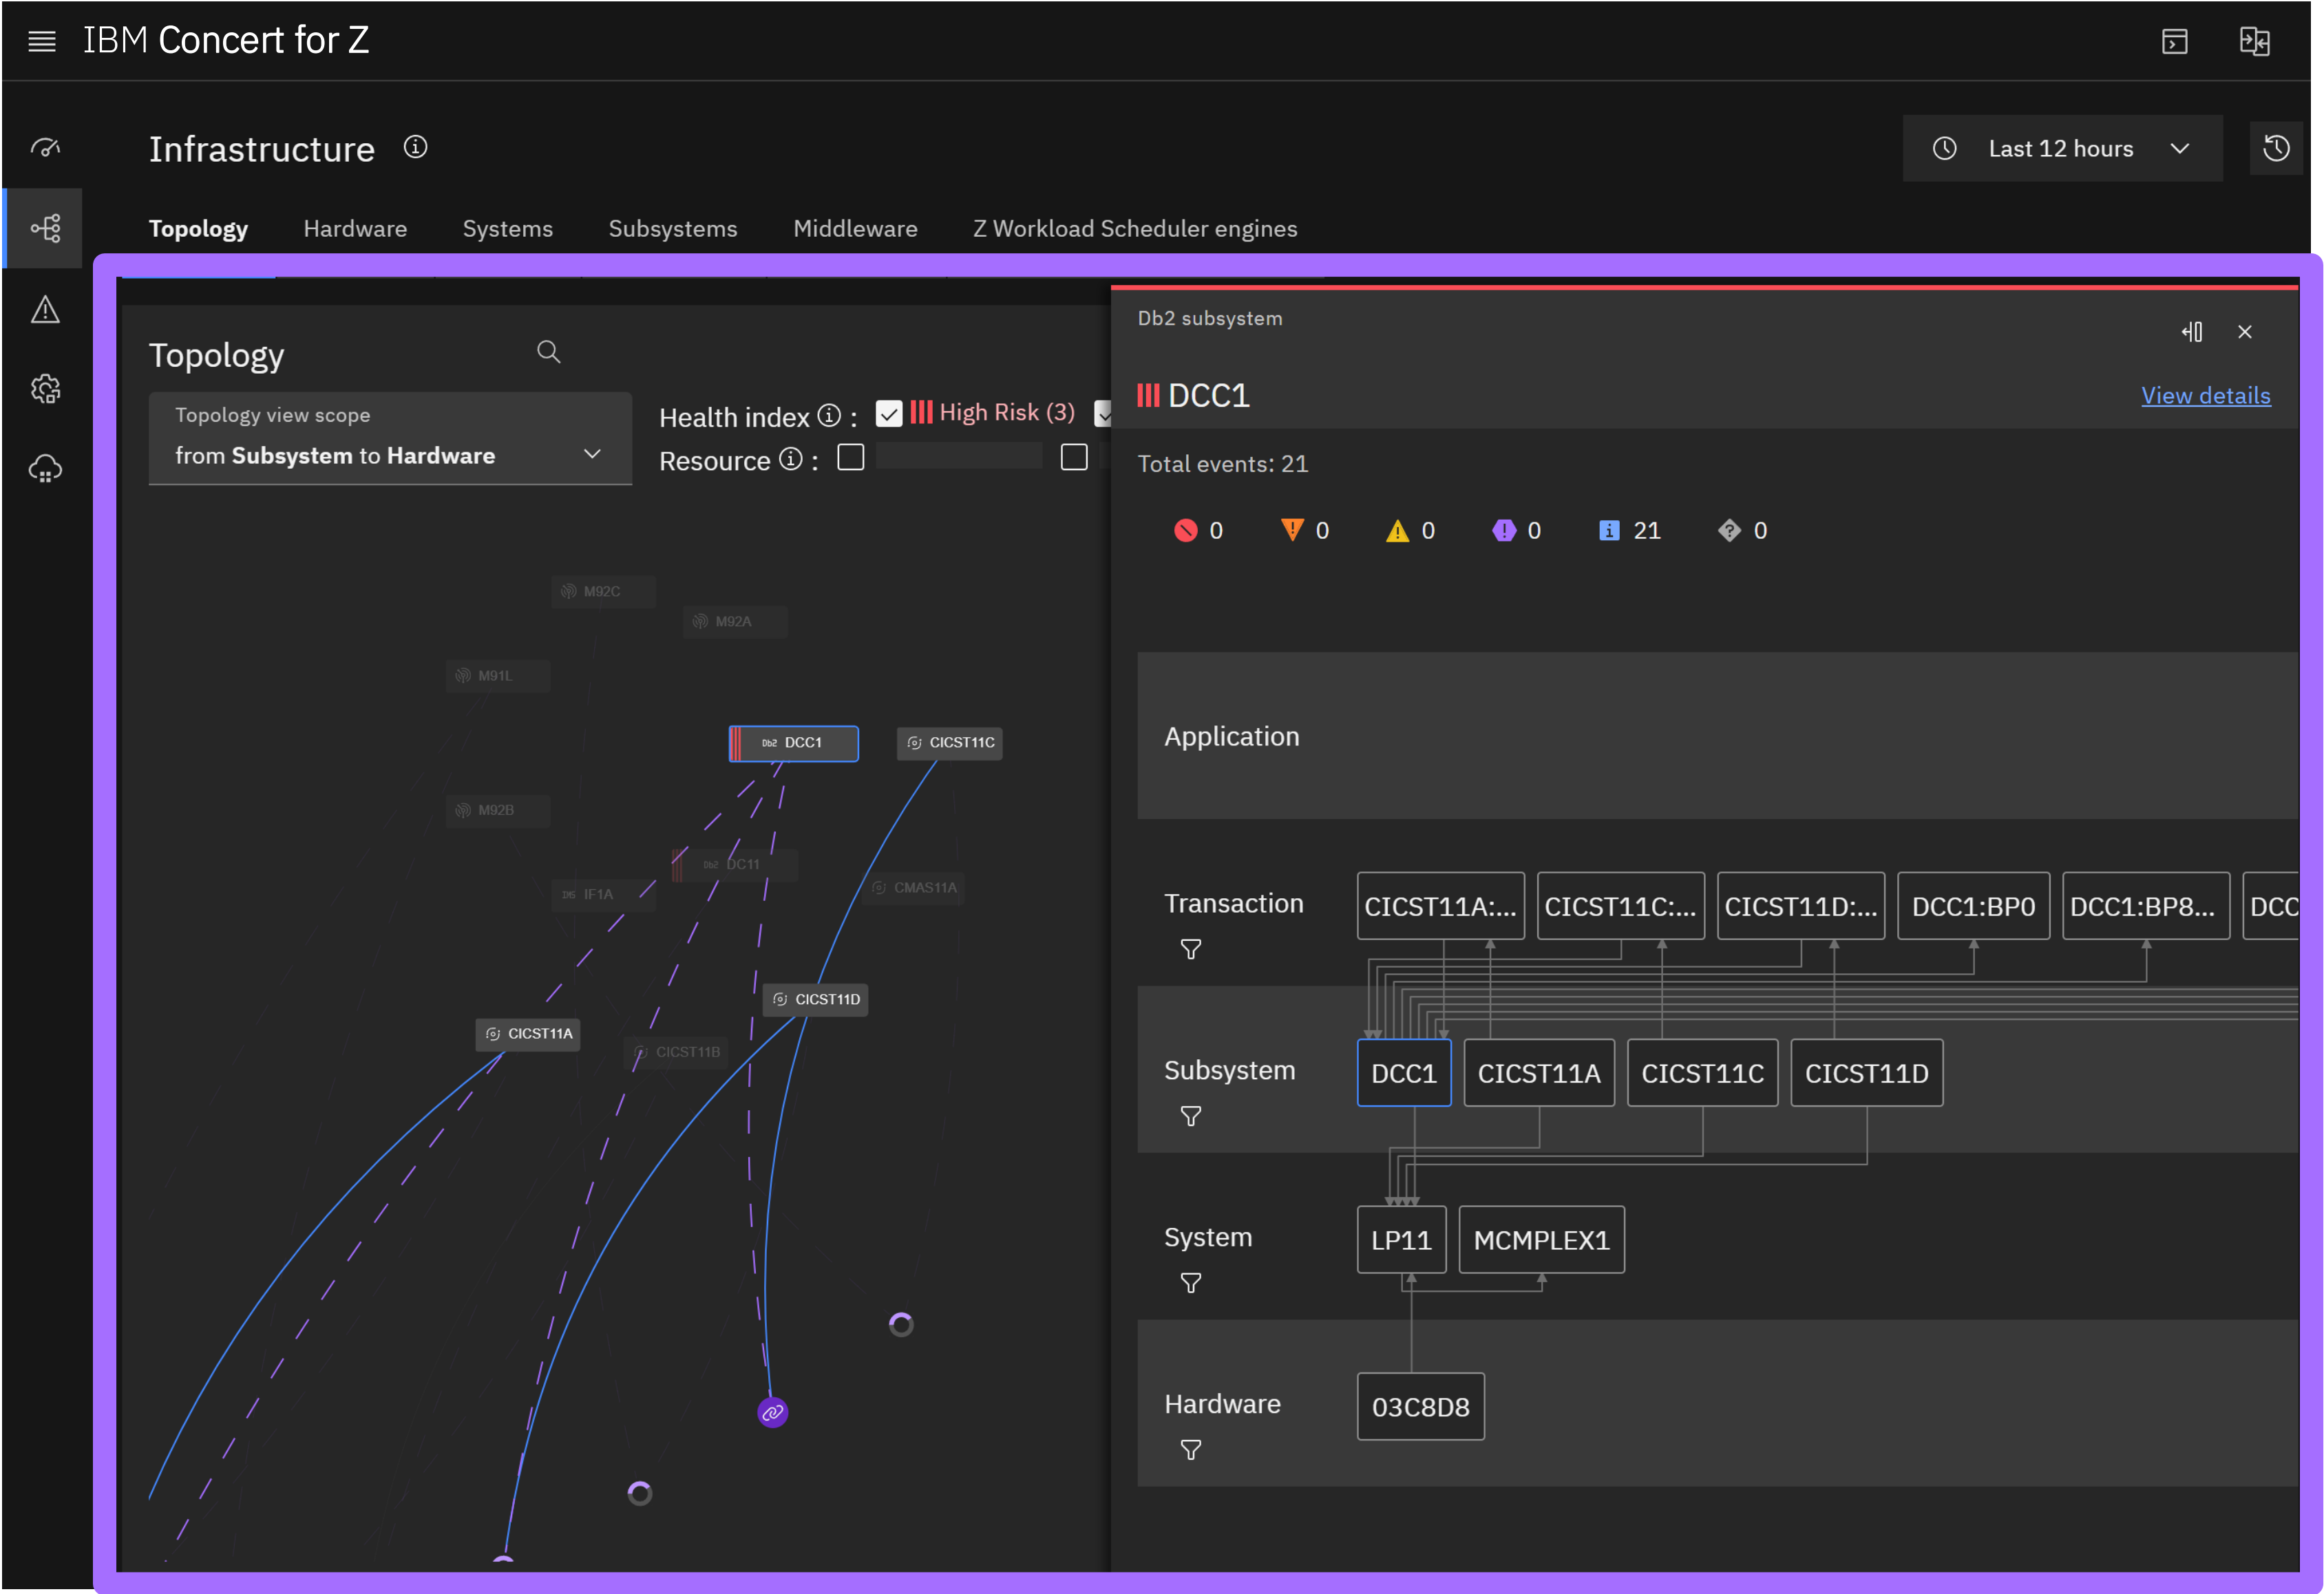 IBM Concert for Z
Infrastructure
Last 12 hours
Topology Hardware Systems Subsystems Middleware Z Workload Scheduler engines
Topology
Topology view scope
from Subsystem to Hardware
Health index : High Risk (3)
Resource :
M92C
M92A
M91L
Db2 DCC1
CICST11C
M92B
Db2 DC11
IMS IF1A
CMAS11A
CICST11D
CICST11A
CICST11B
Db2 subsystem
DCC1
View details
Total events: 21
0 0 0 0 21 0
Application
Transaction
CICST11A:... CICST11C:... CICST11D:... DCC1:BP0 DCC1:BP8... DCC
Subsystem
DCC1 CICST11A CICST11C CICST11D
System
LP11 MCMPLEX1
Hardware
03C8D8